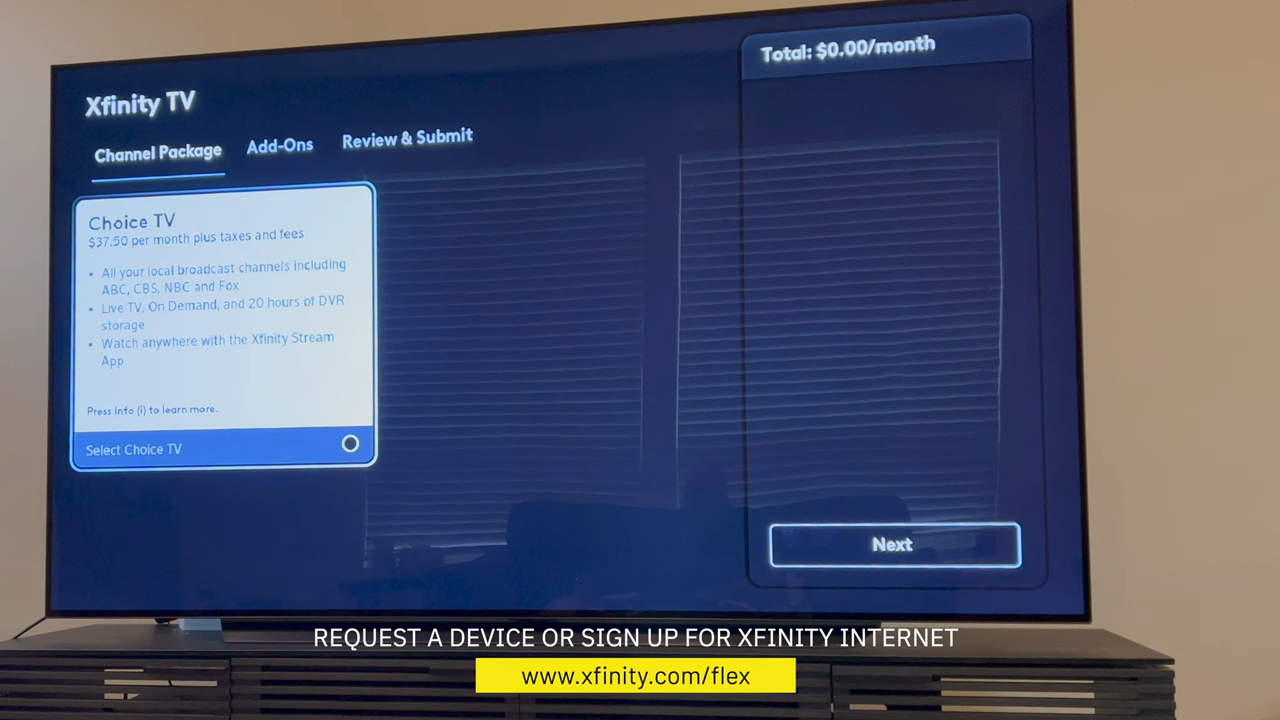 Total: $0.00/month
Xfinity TV
Channel Package
Add-Ons
Review & Submit
Choice TV
$37.50 per month plus taxes and fees
• All your local broadcast channels including
ABC, CBS, NBC and Fox
• Live TV, On Demand, and 20 hours of DVR
storage
• Watch anywhere with the Xfinity Stream
App
Press Info (i) to learn more.
Select Choice TV
Next
REQUEST A DEVICE OR SIGN UP FOR XFINITY INTERNET
www.xfinity.com/flex